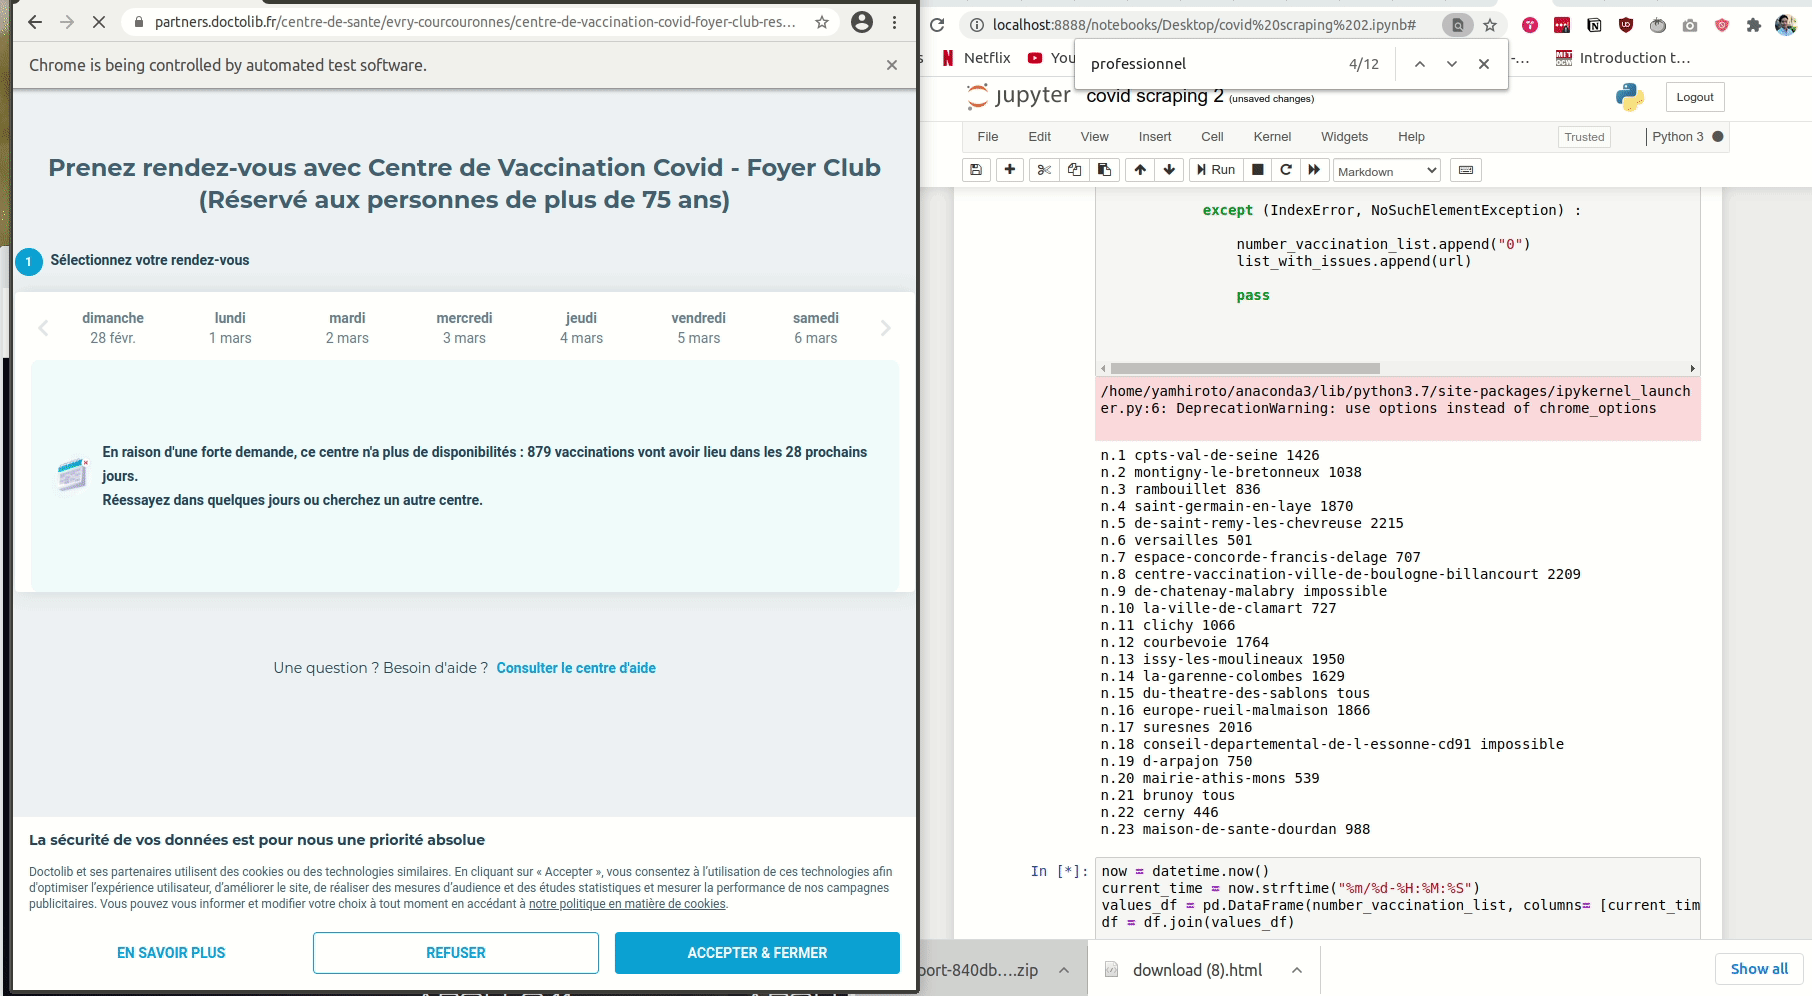 partners.doctolib.fr/centre-de-sante/evry-courcouronnes/centre-de-vaccination-covid-foyer-club-res...
Chrome is being controlled by automated test software.
Prenez rendez-vous avec Centre de Vaccination Covid - Foyer Club
(Réservé aux personnes de plus de 75 ans)
1 Sélectionnez votre rendez-vous
dimanche lundi mardi mercredi jeudi vendredi samedi
28 févr. 1 mars 2 mars 3 mars 4 mars 5 mars 6 mars
En raison d'une forte demande, ce centre n'a plus de disponibilités : 879 vaccinations vont avoir lieu dans les 28 prochains
jours.
Réessayez dans quelques jours ou cherchez un autre centre.
Une question ? Besoin d'aide ? Consulter le centre d'aide
La sécurité de vos données est pour nous une priorité absolue
Doctolib et ses partenaires utilisent des cookies ou des technologies similaires. En cliquant sur « Accepter », vous consentez à l'utilisation de ces technologies afin
d'optimiser l'expérience utilisateur, d'améliorer le site, de réaliser des mesures d'audience et des études statistiques et mesurer la performance de nos campagnes
publicitaires. Vous pouvez vous informer et modifier votre choix à tout moment en accédant à notre politique en matière de cookies.
EN SAVOIR PLUS REFUSER ACCEPTER & FERMER
localhost:8888/notebooks/Desktop/covid%20scraping%202.ipynb#
Netflix You
professionnel 4/12
-... Introduction t...
jupyter covid scraping 2 (unsaved changes)
Logout
File Edit View Insert Cell Kernel Widgets Help
Trusted Python 3
Run Markdown
except (IndexError, NoSuchElementException) :
number_vaccination_list.append("0")
list_with_issues.append(url)
pass
/home/yamhiroto/anaconda3/lib/python3.7/site-packages/ipykernel_launch
er.py:6: DeprecationWarning: use options instead of chrome_options
n.1 cpts-val-de-seine 1426
n.2 montigny-le-bretonneux 1038
n.3 rambouillet 836
n.4 saint-germain-en-laye 1870
n.5 de-saint-remy-les-chevreuse 2215
n.6 versailles 501
n.7 espace-concorde-francis-delage 707
n.8 centre-vaccination-ville-de-boulogne-billancourt 2209
n.9 de-chatenay-malabry impossible
n.10 la-ville-de-clamart 727
n.11 clichy 1066
n.12 courbevoie 1764
n.13 issy-les-moulineaux 1950
n.14 la-garenne-colombes 1629
n.15 du-theatre-des-sablons tous
n.16 europe-rueil-malmaison 1866
n.17 suresnes 2016
n.18 conseil-departemental-de-l-essonne-cd91 impossible
n.19 d-arpajon 750
n.20 mairie-athis-mons 539
n.21 brunoy tous
n.22 cerny 446
n.23 maison-de-sante-dourdan 988
In [*]:
now = datetime.now()
current_time = now.strftime("%m/%d-%H:%M:%S")
values_df = pd.DataFrame(number_vaccination_list, columns= [current_tim
df = df.join(values_df)
port-840db....zip download (8).html Show all